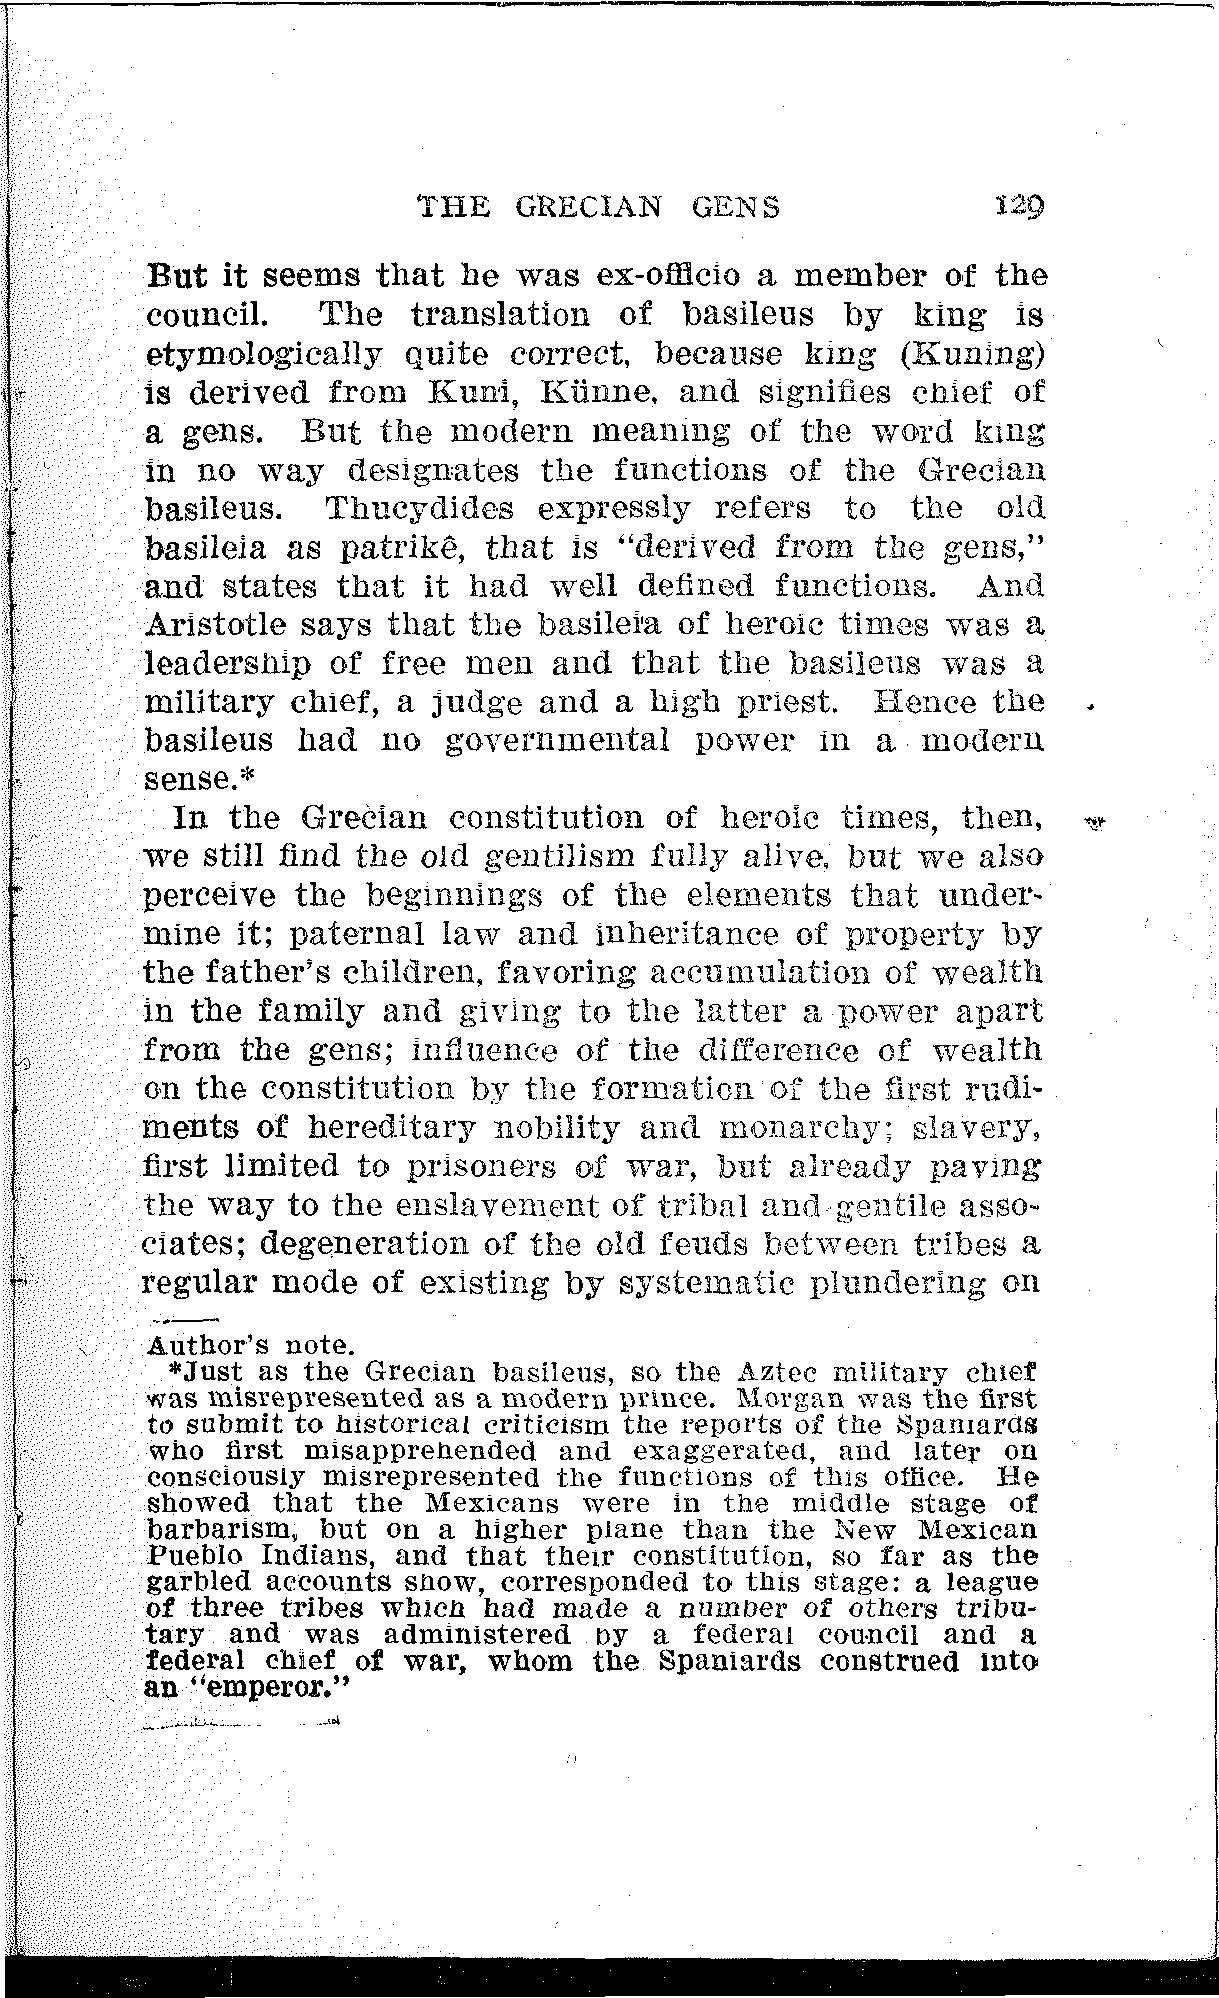 THE GRECIAN GENS 129
But it seems that he was ex-officio a member of the
council. The translation of basileus by king is
etymologically quite correct, because king (Kuning)
is derived from Kuni, Künne, and signifies chief of
a gens. But the modern meaning of the word king
in no way designates the functions of the Grecian
basileus. Thucydides expressly refers to the old
basileia as patrikê, that is “derived from the gens,”
and states that it had well defined functions. And
Aristotle says that the basileia of heroic times was a
leadership of free men and that the basileus was a
military chief, a judge and a high priest. Hence the
basileus had no governmental power in a modern
sense.*
In the Grecian constitution of heroic times, then,
we still find the old gentilism fully alive, but we also
perceive the beginnings of the elements that under-
mine it; paternal law and inheritance of property by
the father’s children, favoring accumulation of wealth
in the family and giving to the latter a power apart
from the gens; influence of the difference of wealth
on the constitution by the formation of the first rudi-
ments of hereditary nobility and monarchy; slavery,
first limited to prisoners of war, but already paving
the way to the enslavement of tribal and gentile asso-
ciates; degeneration of the old feuds between tribes a
regular mode of existing by systematic plundering on
Author’s note.
*Just as the Grecian basileus, so the Aztec military chief
was misrepresented as a modern prince. Morgan was the first
to submit to historical criticism the reports of the Spaniards
who first misapprehended and exaggerated, and later on
consciously misrepresented the functions of this office. He
showed that the Mexicans were in the middle stage of
barbarism, but on a higher plane than the New Mexican
Pueblo Indians, and that their constitution, so far as the
garbled accounts show, corresponded to this stage: a league
of three tribes which had made a number of others tribu-
tary and was administered by a federal council and a
federal chief of war, whom the Spaniards construed into
an “emperor.”